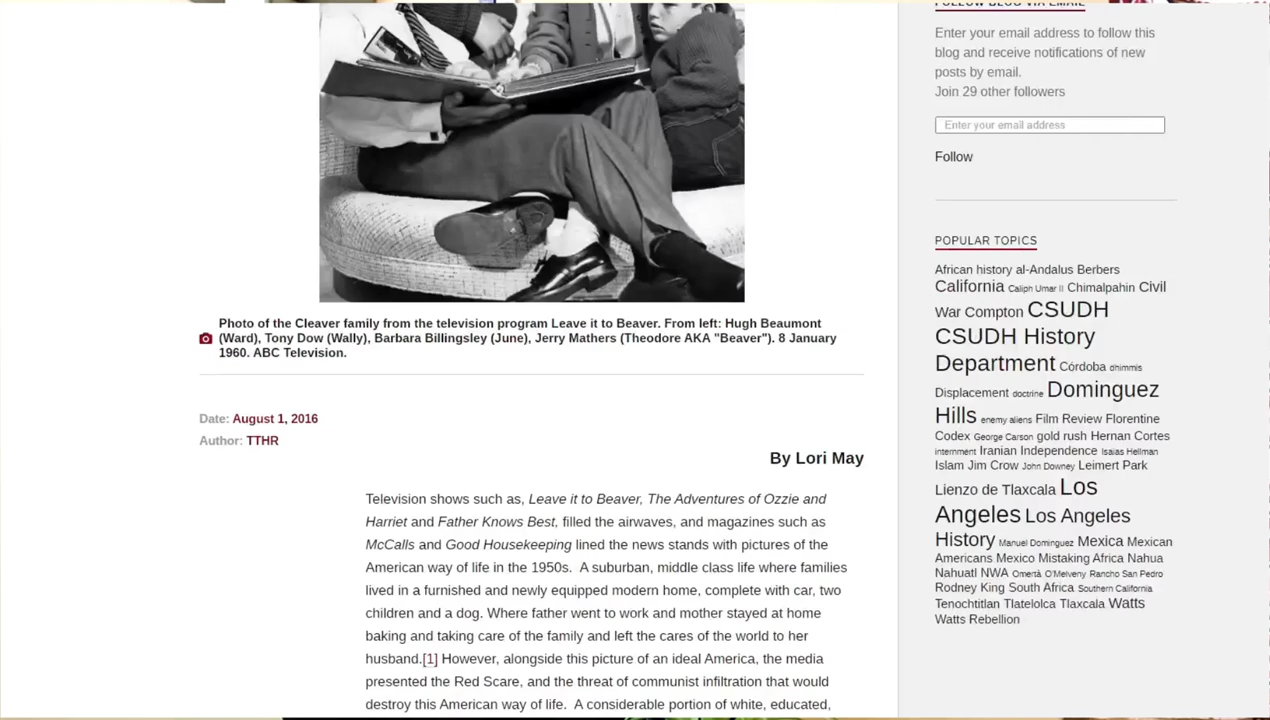 Photo of the Cleaver family from the television program Leave it to Beaver. From left: Hugh Beaumont
(Ward), Tony Dow (Wally), Barbara Billingsley (June), Jerry Mathers (Theodore AKA "Beaver"). 8 January
1960. ABC Television.
Date: August 1, 2016
Author: TTHR
By Lori May
Television shows such as, Leave it to Beaver, The Adventures of Ozzie and
Harriet and Father Knows Best, filled the airwaves, and magazines such as
McCalls and Good Housekeeping lined the news stands with pictures of the
American way of life in the 1950s.  A suburban, middle class life where families
lived in a furnished and newly equipped modern home, complete with car, two
children and a dog. Where father went to work and mother stayed at home
baking and taking care of the family and left the cares of the world to her
husband.[1] However, alongside this picture of an ideal America, the media
presented the Red Scare, and the threat of communist infiltration that would
destroy this American way of life.  A considerable portion of white, educated,
FOLLOW BLOG VIA EMAIL
Enter your email address to follow this
blog and receive notifications of new
posts by email.
Join 29 other followers
Enter your email address
Follow
POPULAR TOPICS
African history al-Andalus Berbers
California Caliph Umar II Chimalpahin Civil
War Compton CSUDH
CSUDH History
Department Córdoba dhimmis
Displacement doctrine Dominguez
Hills enemy aliens Film Review Florentine
Codex George Carson gold rush Hernan Cortes
internment Iranian Independence Isaias Hellman
Islam Jim Crow John Downey Leimert Park
Lienzo de Tlaxcala Los
Angeles Los Angeles
History Manuel Dominguez Mexica Mexican
Americans Mexico Mistaking Africa Nahua
Nahuatl NWA Omertà O'Melveny Rancho San Pedro
Rodney King South Africa Southern California
Tenochtitlan Tlatelolca Tlaxcala Watts
Watts Rebellion